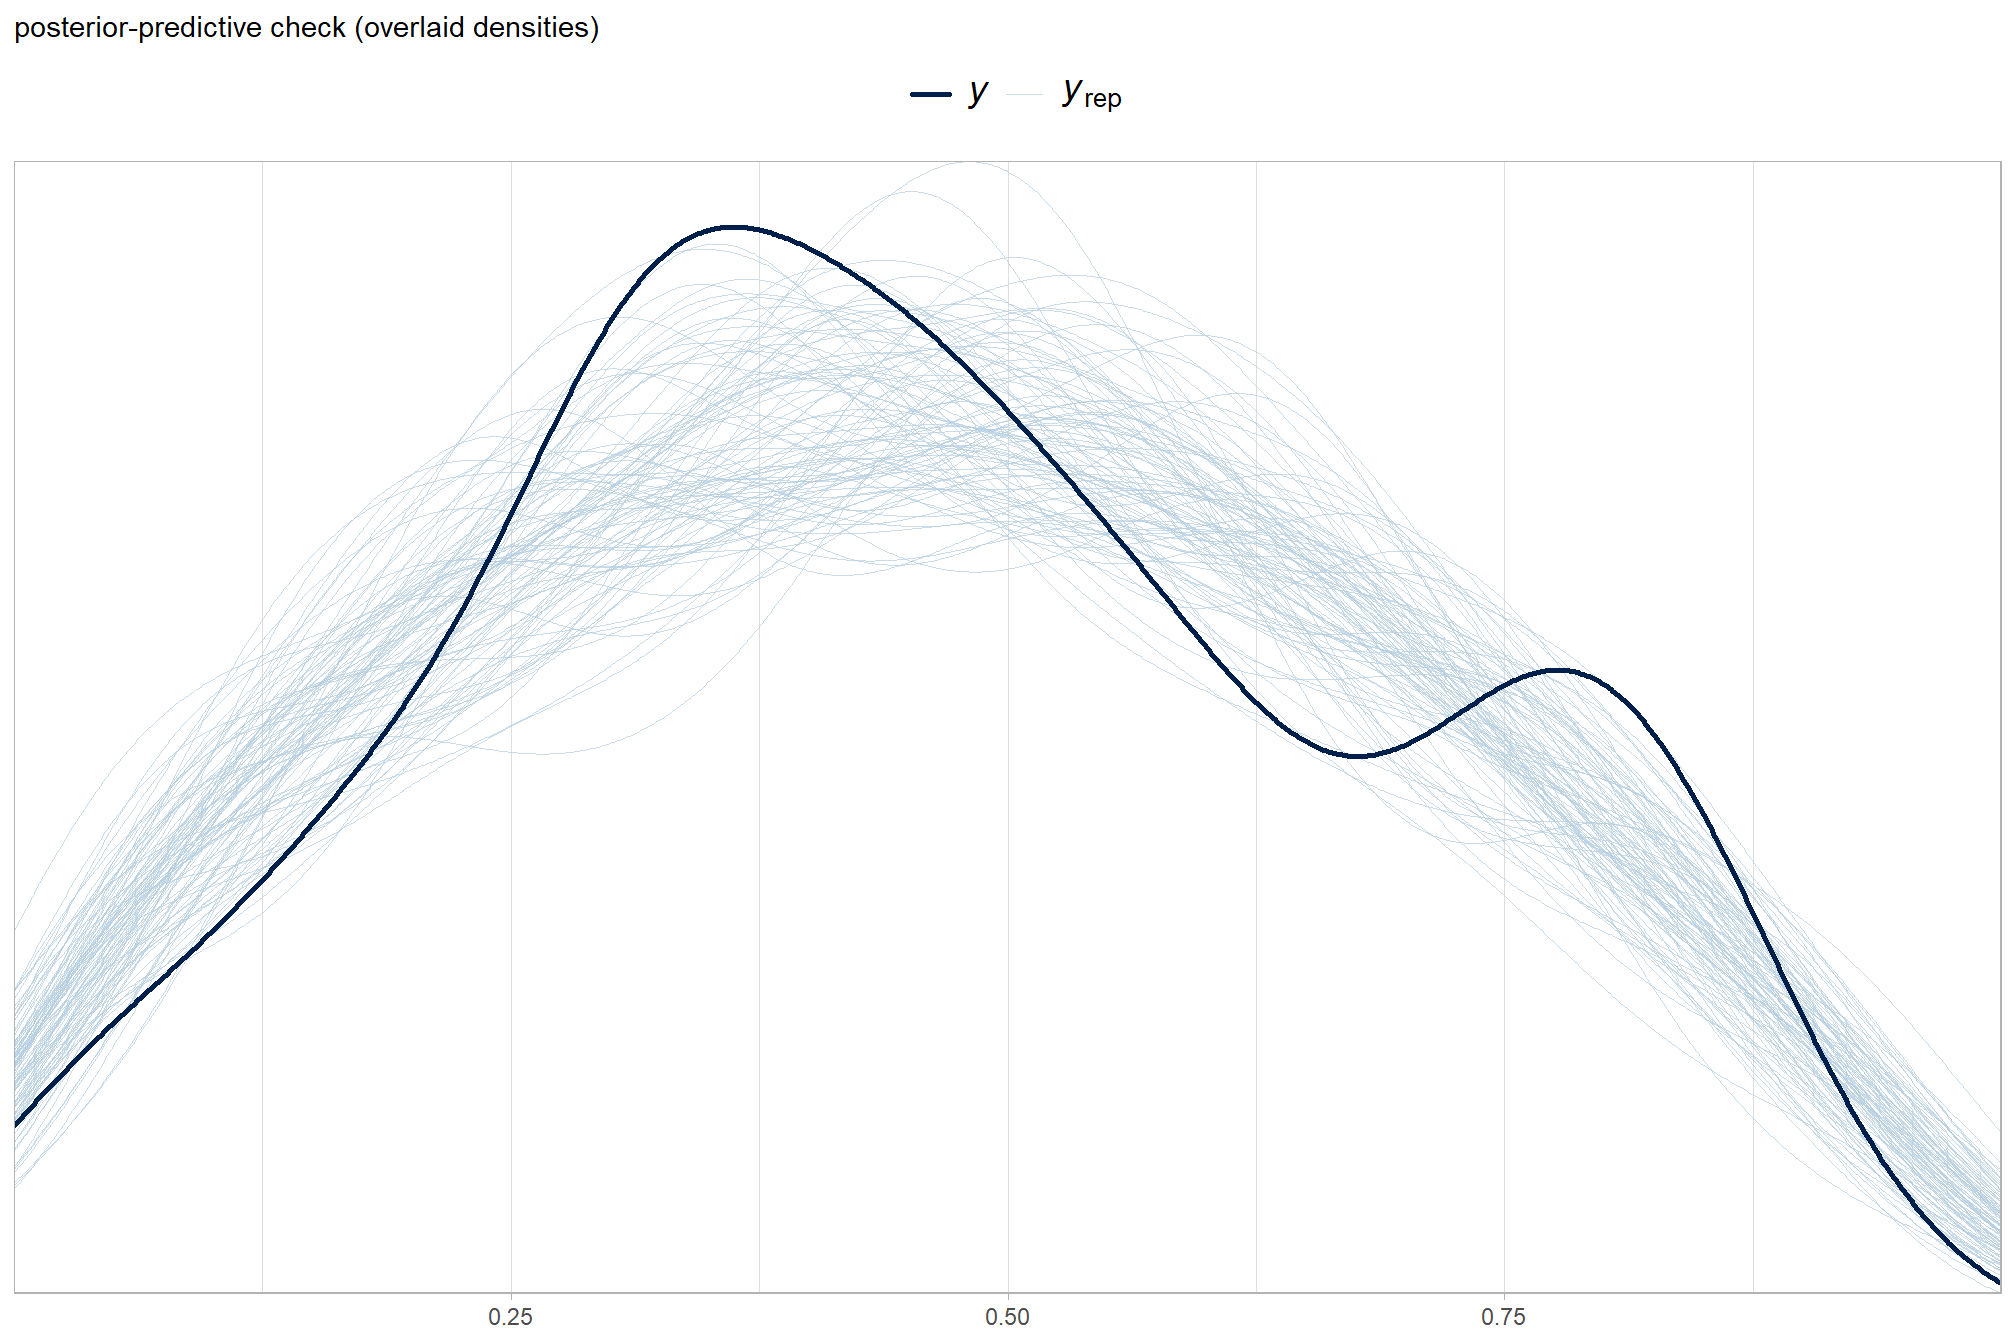 posterior-predictive check (overlaid densities)
y y rep
0.25 0.50 0.75